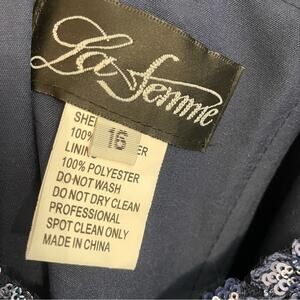 La Femme
16
100%
100% POLYESTER
DO NOT WASH
DO NOT DRY CLEAN
PROFESSIONAL
SPOT CLEAN ONLY
MADE IN CHINA